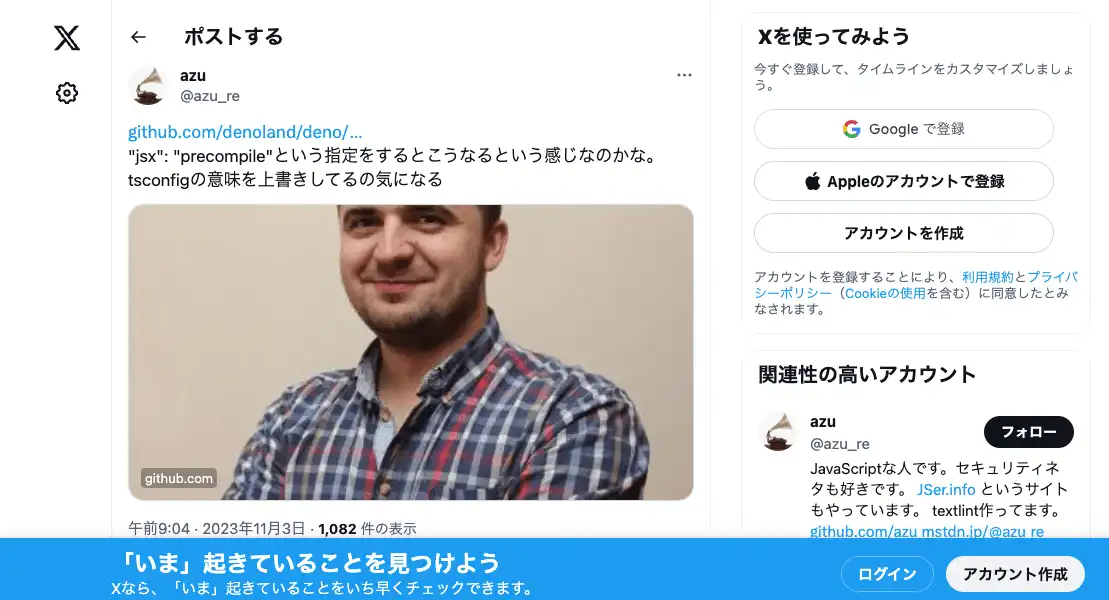 ポストする
azu
@azu_re
github.com/denoland/deno/…
"jsx": "precompile"という指定をするとこうなるという感じなのかな。
tsconfigの意味を上書きしてるの気になる
github.com
午前9:04 · 2023年11月3日 · 1,082 件の表示
Xを使ってみよう
今すぐ登録して、タイムラインをカスタマイズしましょ
う。
Google で登録
Appleのアカウントで登録
アカウントを作成
アカウントを登録することにより、利用規約とプライバ
シーポリシー（Cookieの使用を含む）に同意したとみ
なされます。
関連性の高いアカウント
azu
@azu_re
フォロー
JavaScriptな人です。セキュリティネ
タも好きです。 JSer.info というサイト
もやっています。 textlint作ってます。
github.com/azu mstdn.jp/@azu_re
「いま」起きていることを見つけよう
Xなら、「いま」起きていることをいち早くチェックできます。
ログイン
アカウント作成